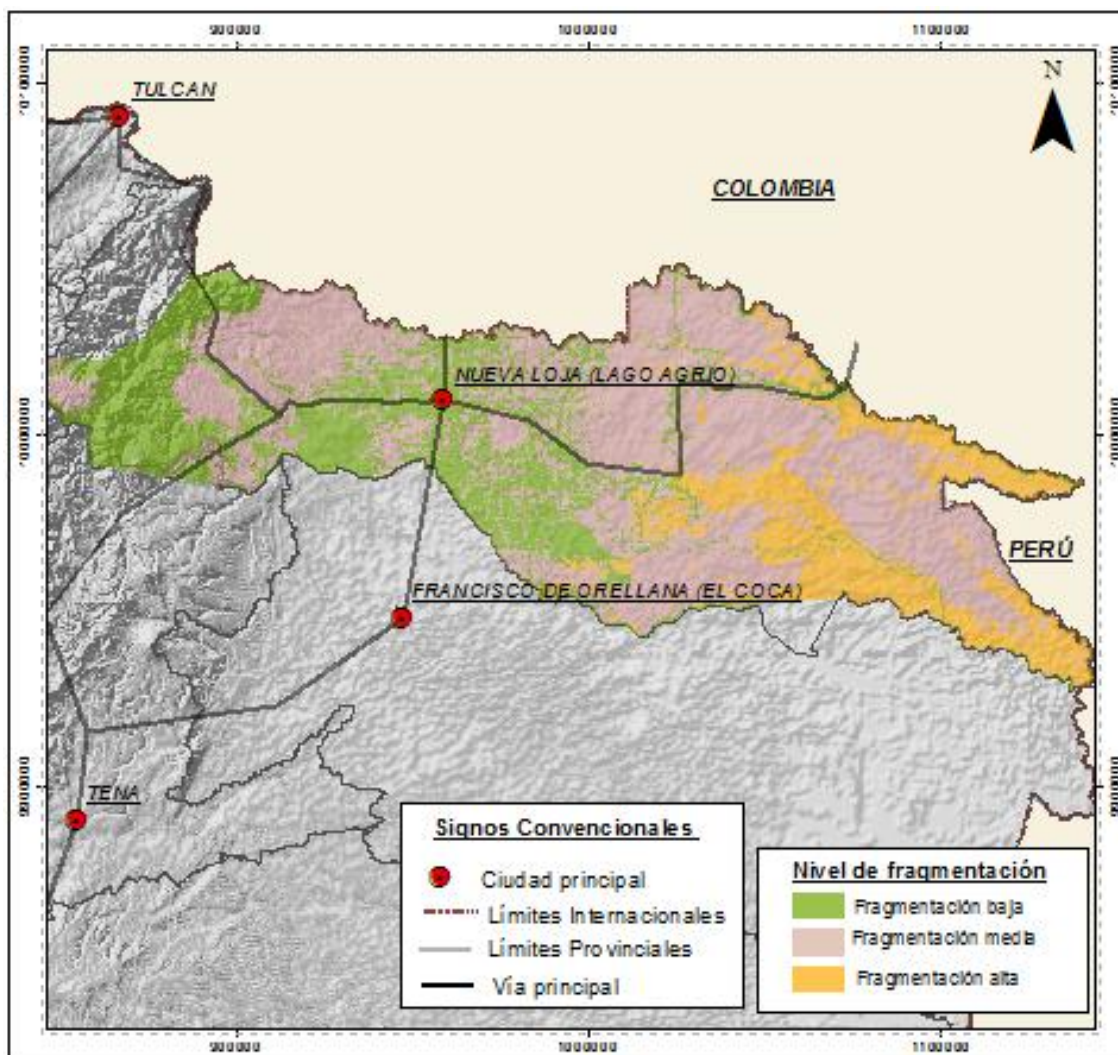 900000 1000000 1100000
N
TULCAN
COLOMBIA
NUEVA LOJA (LAGO AGRIO)
PERÚ
FRANCISCO DE ORELLANA (EL COCA)
TENA
Signos Convencionales
Ciudad principal
Límites Internacionales
Límites Provinciales
Vía principal
Nivel de fragmentación
Fragmentación baja
Fragmentación media
Fragmentación alta
900000 1000000 1100000